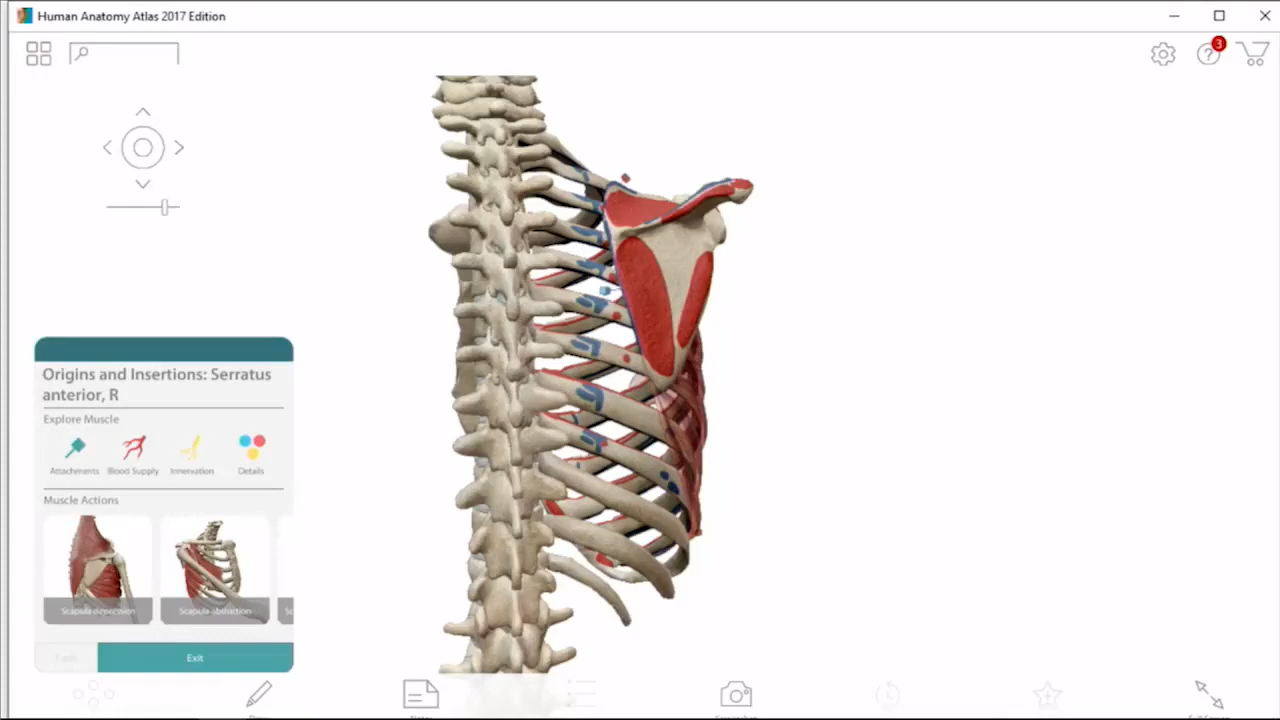 Human Anatomy Atlas 2017 Edition
3
Origins and Insertions: Serratus
anterior, R
Explore Muscle
Attachments Blood Supply Innervation Details
Muscle Actions
Scapula depression Scapula abduction Sc
Exit